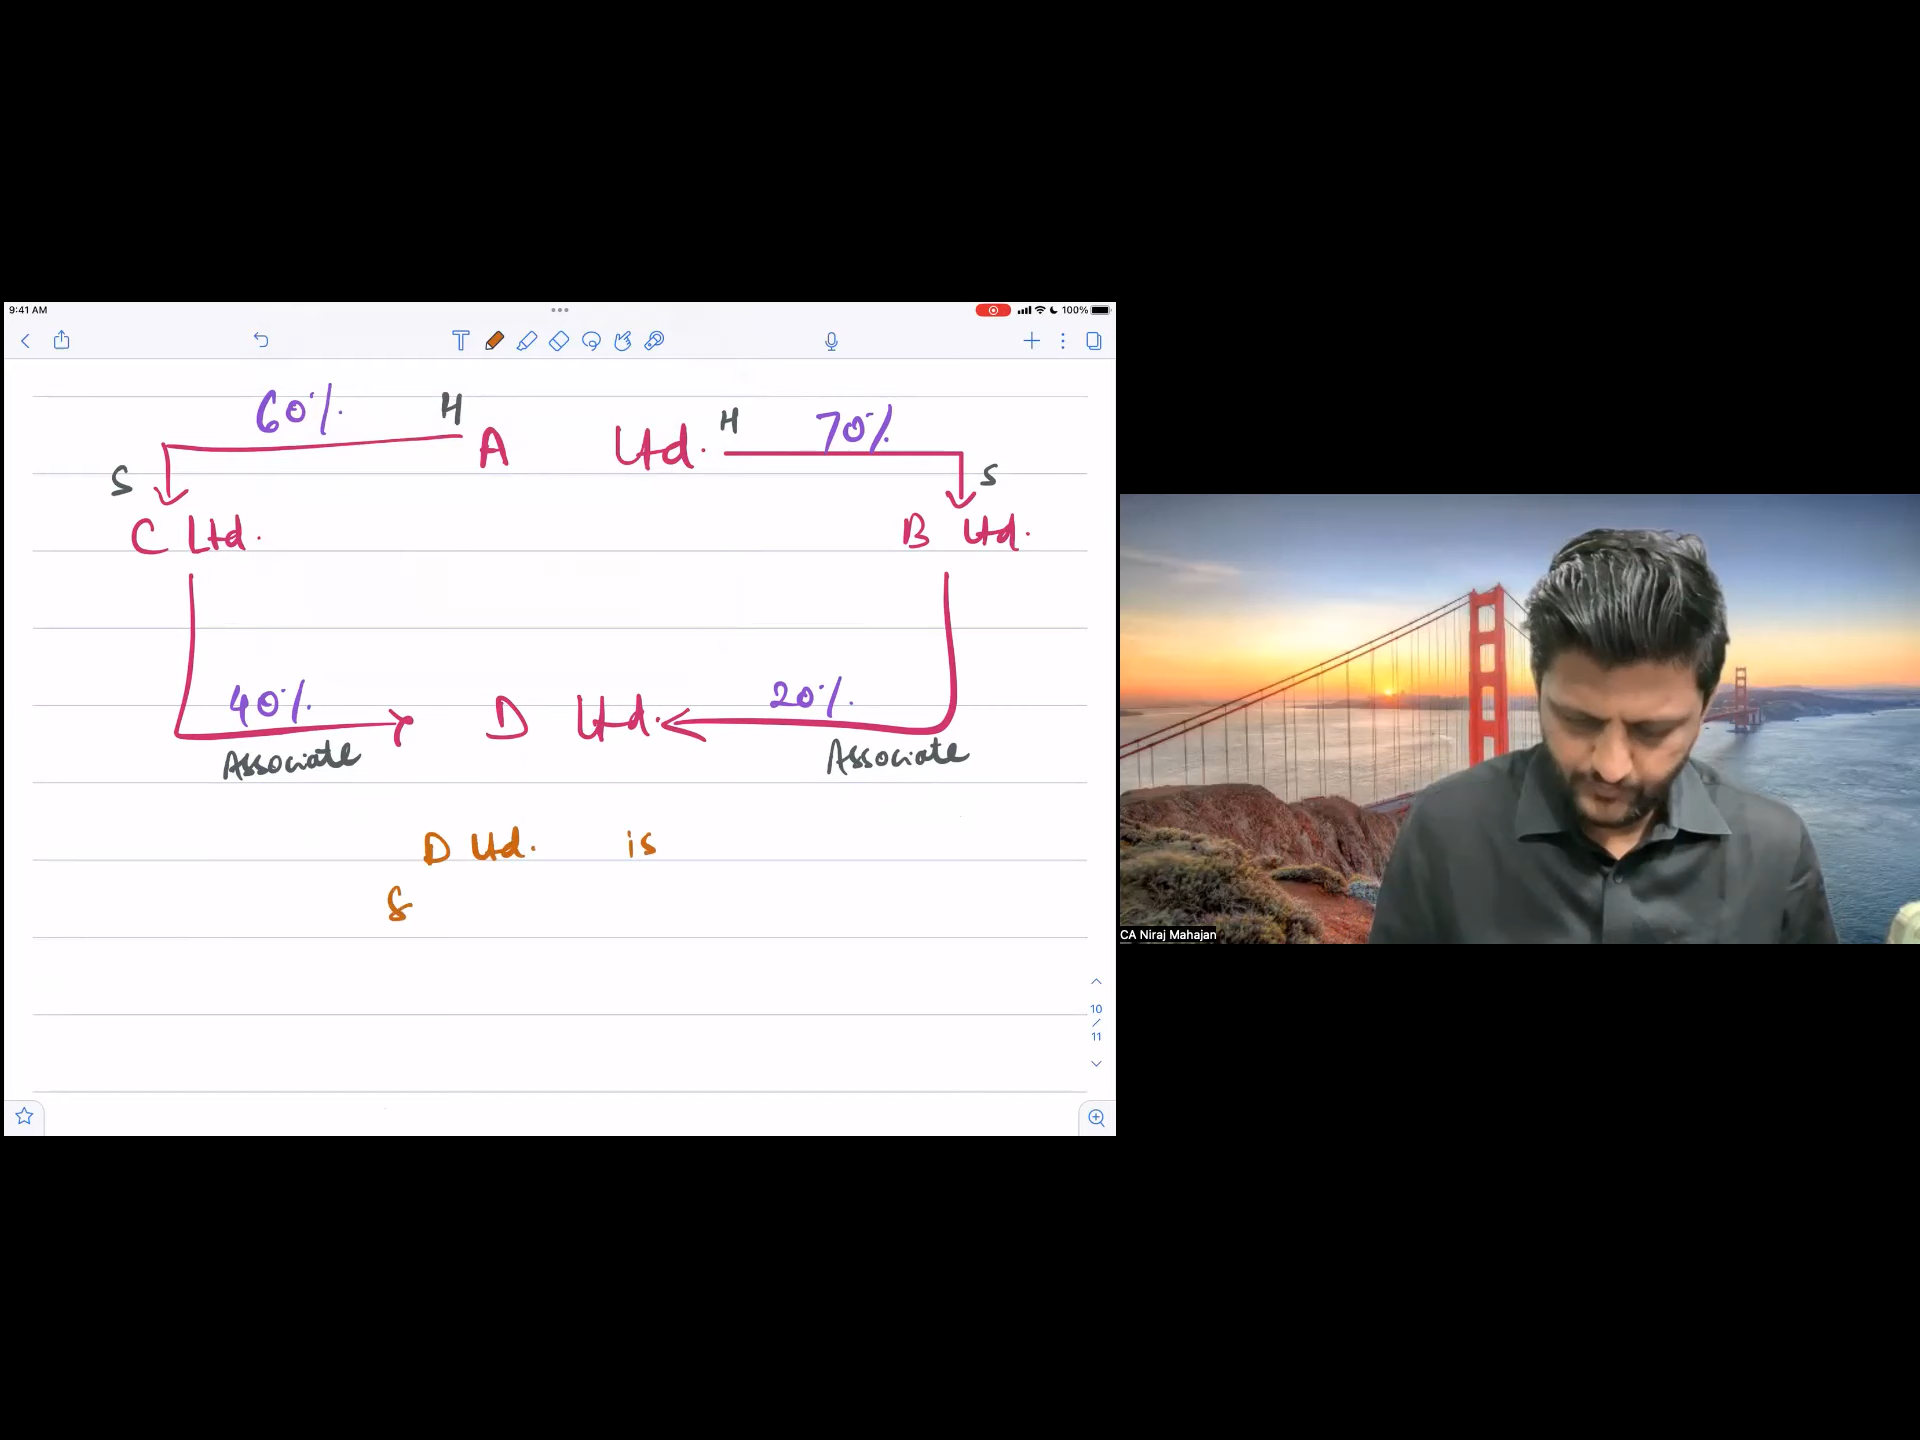 9:41 AM
100%
60% H A Ltd. H 70%
S S
C Ltd. B Ltd.
40% D Ltd. 20%
Associate Associate
D Ltd. is
S
10
/
11
CA Niraj Mahajan